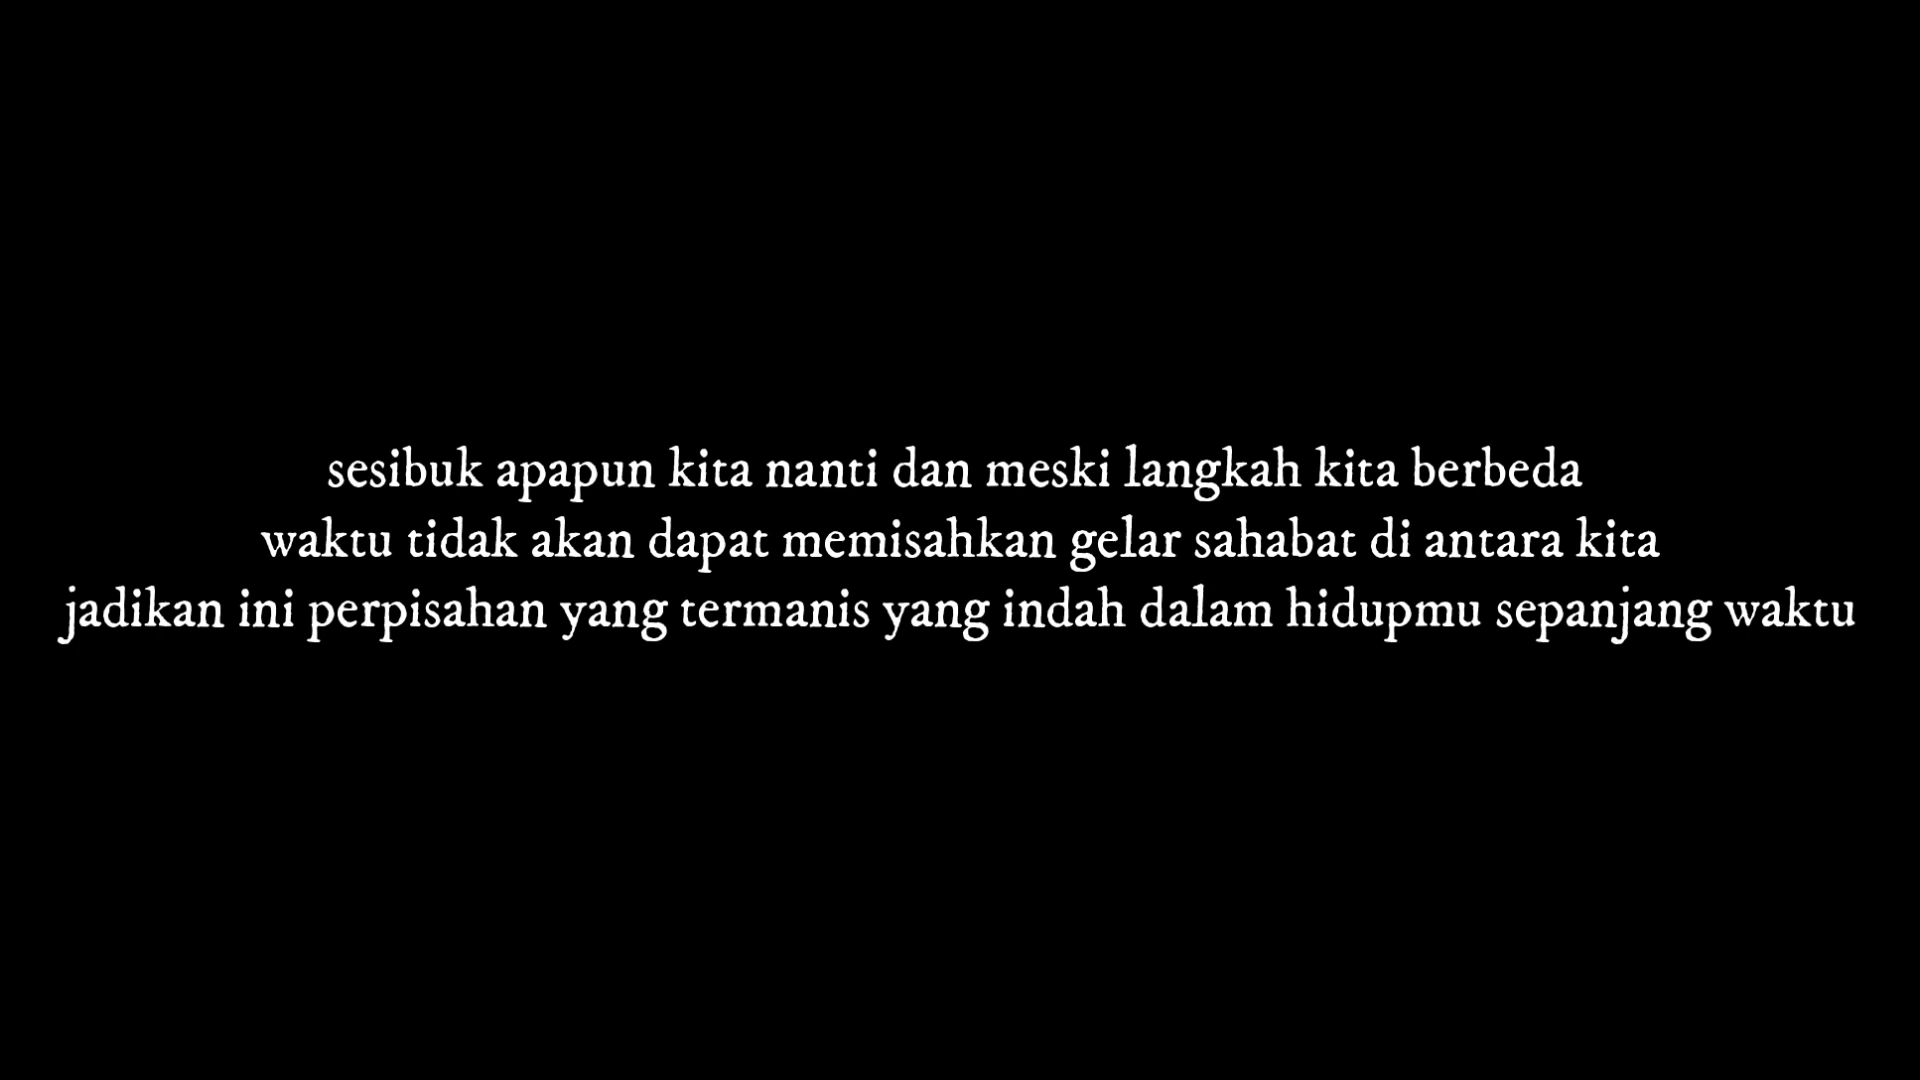 sesibuk apapun kita nanti dan meski langkah kita berbeda
waktu tidak akan dapat memisahkan gelar sahabat di antara kita
jadikan ini perpisahan yang termanis yang indah dalam hidupmu sepanjang waktu